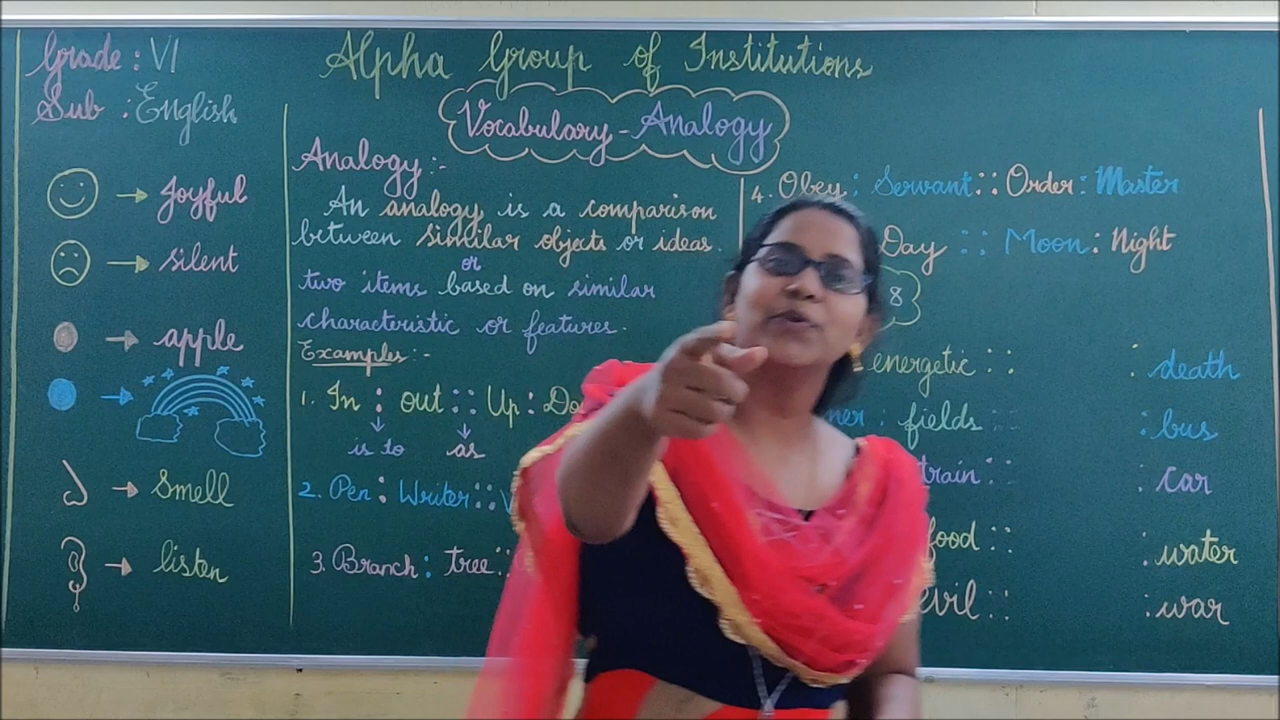 Grade : VI
Sub : English
Alpha Group of Institutions
Vocabulary - Analogy
→ Joyful
→ silent
→ apple
→ smell
→ listen
Analogy :-
An analogy is a comparison
between similar objects or ideas.
or
two items based on similar
characteristic or features.
Examples :-
1. In : out :: Up :
is to as
2. Pen : Writer ::
3. Branch : tree ::
4. Obey : Servant :: Order : Master
Day :: Moon : Night
8
energetic :: : death
: fields :: : bus
train :: : car
food :: : water
evil :: : war